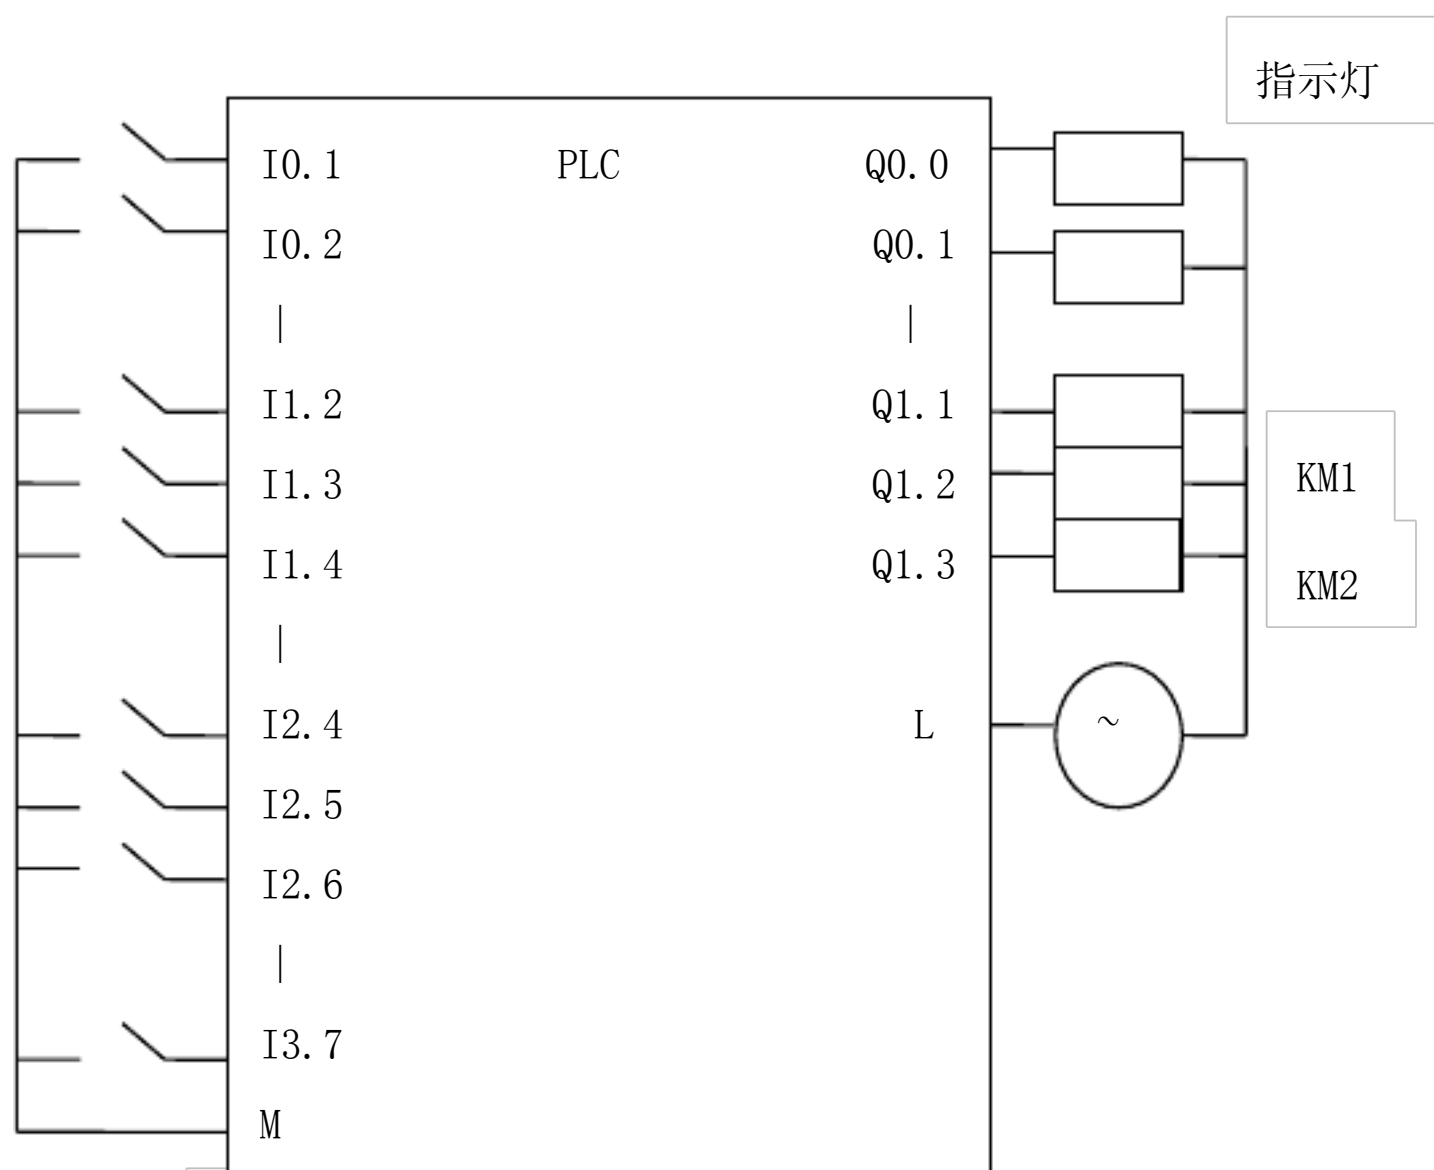 指示灯
I0.1 PLC Q0.0
I0.2 Q0.1
| |
I1.2 Q1.1
I1.3 Q1.2 KM1
I1.4 Q1.3 KM2
|
I2.4 L ~
I2.5
I2.6
|
I3.7
M